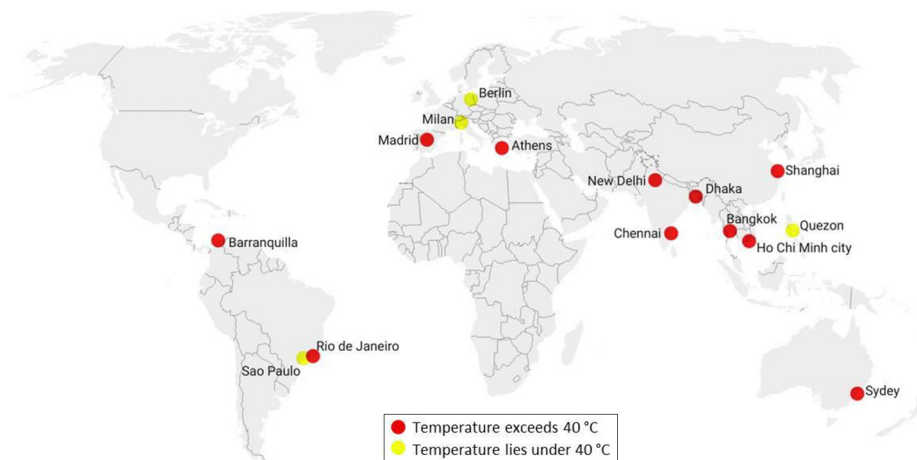 Berlin
Milan
Madrid
Athens
Shanghai
New Delhi
Dhaka
Bangkok
Quezon
Chennai
Ho Chi Minh city
Barranquilla
Rio de Janeiro
Sao Paulo
Sydey
Temperature exceeds 40 °C
Temperature lies under 40 °C